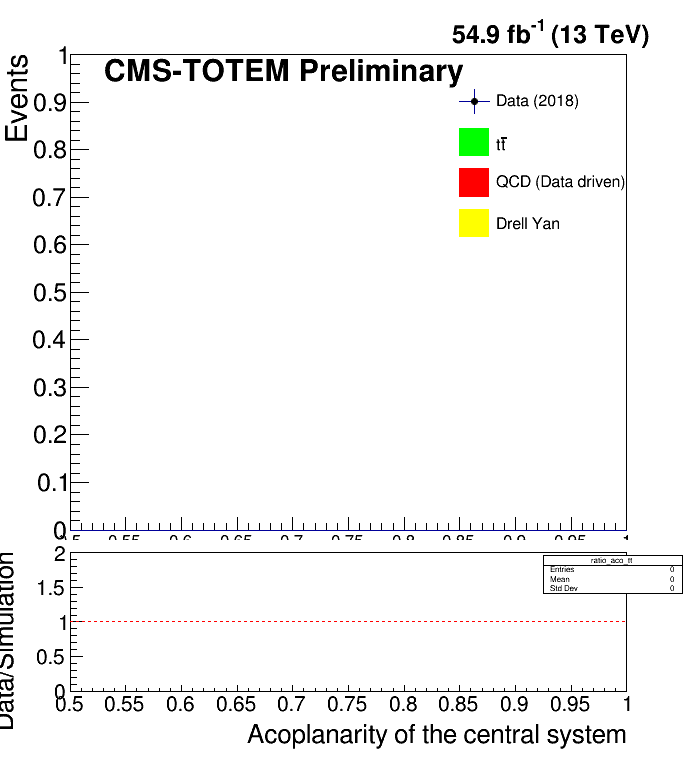 54.9 fb-1 (13 TeV)
CMS-TOTEM Preliminary
Events
1
0.9
0.8
0.7
0.6
0.5
0.4
0.3
0.2
0.1
0
Data (2018)
tt̄
QCD (Data driven)
Drell Yan
0.5 0.55 0.6 0.65 0.7 0.75 0.8 0.85 0.9 0.95 1
Data/Simulation
2
1.5
1
0.5
0
ratio_aco_tt
Entries 0
Mean 0
Std Dev 0
0.5 0.55 0.6 0.65 0.7 0.75 0.8 0.85 0.9 0.95 1
Acoplanarity of the central system